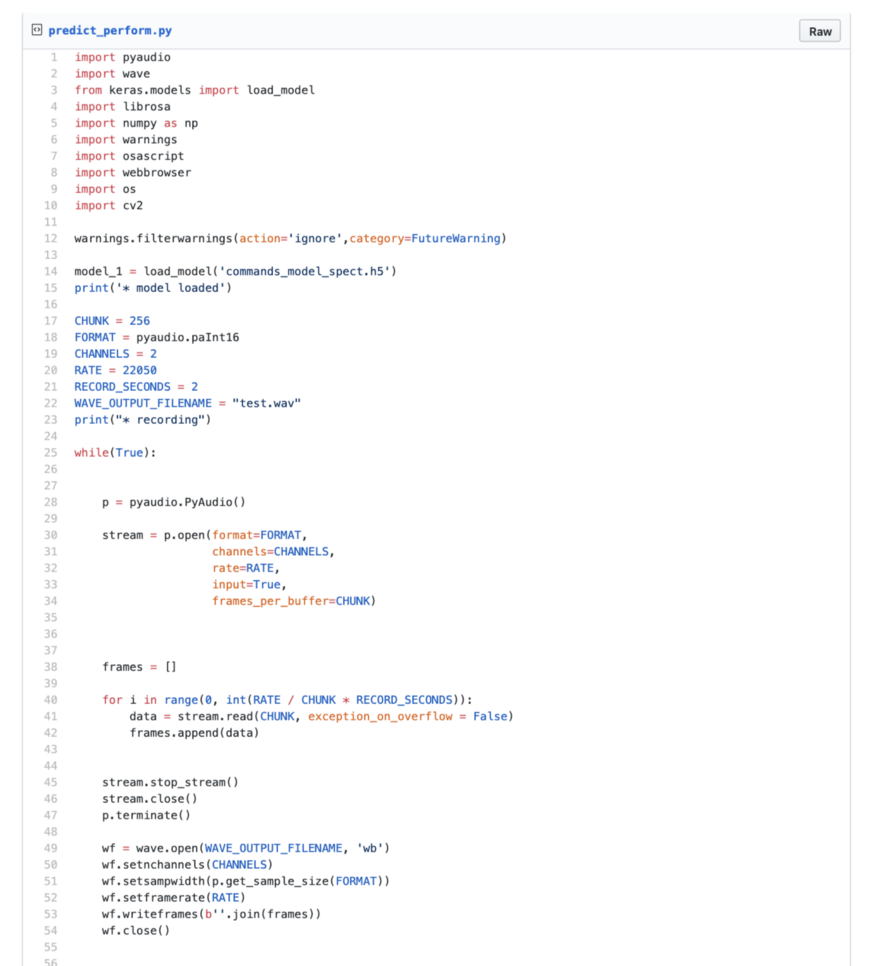 predict_perform.py
Raw
1 import pyaudio
2 import wave
3 from keras.models import load_model
4 import librosa
5 import numpy as np
6 import warnings
7 import osascript
8 import webbrowser
9 import os
10 import cv2
11
12 warnings.filterwarnings(action='ignore',category=FutureWarning)
13
14 model_1 = load_model('commands_model_spect.h5')
15 print('* model loaded')
16
17 CHUNK = 256
18 FORMAT = pyaudio.paInt16
19 CHANNELS = 2
20 RATE = 22050
21 RECORD_SECONDS = 2
22 WAVE_OUTPUT_FILENAME = "test.wav"
23 print("* recording")
24
25 while(True):
26
27
28     p = pyaudio.PyAudio()
29
30     stream = p.open(format=FORMAT,
31                     channels=CHANNELS,
32                     rate=RATE,
33                     input=True,
34                     frames_per_buffer=CHUNK)
35
36
37
38     frames = []
39
40     for i in range(0, int(RATE / CHUNK * RECORD_SECONDS)):
41         data = stream.read(CHUNK, exception_on_overflow = False)
42         frames.append(data)
43
44
45     stream.stop_stream()
46     stream.close()
47     p.terminate()
48
49     wf = wave.open(WAVE_OUTPUT_FILENAME, 'wb')
50     wf.setnchannels(CHANNELS)
51     wf.setsampwidth(p.get_sample_size(FORMAT))
52     wf.setframerate(RATE)
53     wf.writeframes(b''.join(frames))
54     wf.close()
55
56